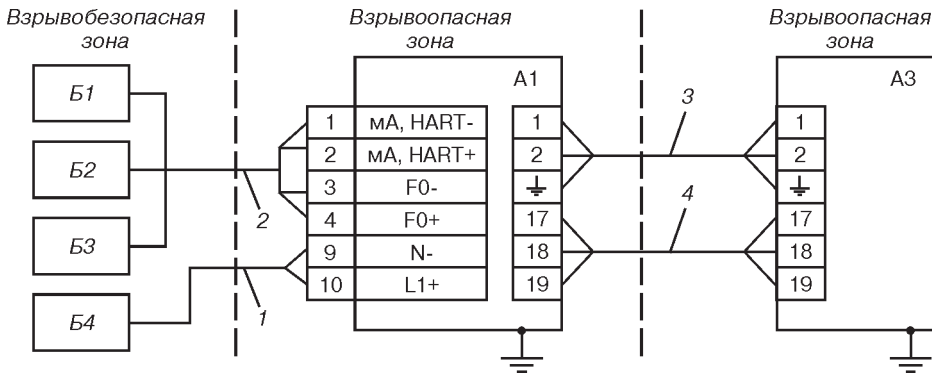 Взрывобезопасная
зона
Взрывоопасная
зона
Взрывоопасная
зона
Б1
Б2
Б3
Б4
2
1
А1
1 мА, HART-
2 мА, HART+
3 F0-
4 F0+
9 N-
10 L1+
1
2
17
18
19
3
4
А3
1
2
17
18
19